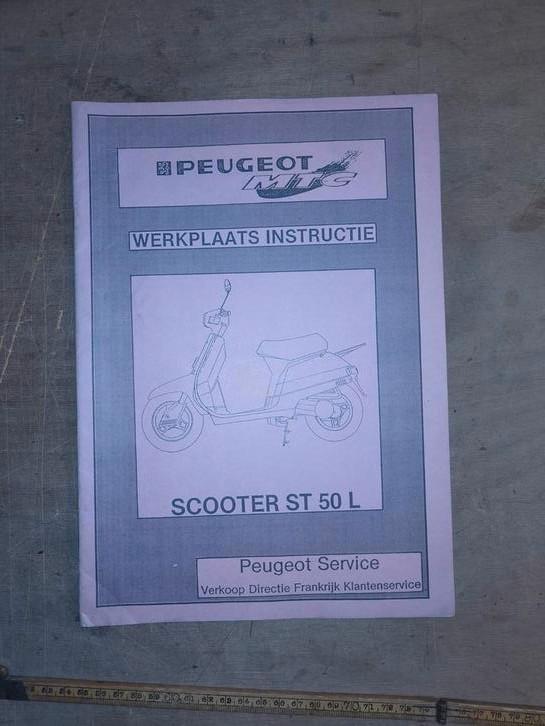 PEUGEOT
MTC
WERKPLAATS INSTRUCTIE
SCOOTER ST 50 L
Peugeot Service
Verkoop Directie Frankrijk Klantenservice